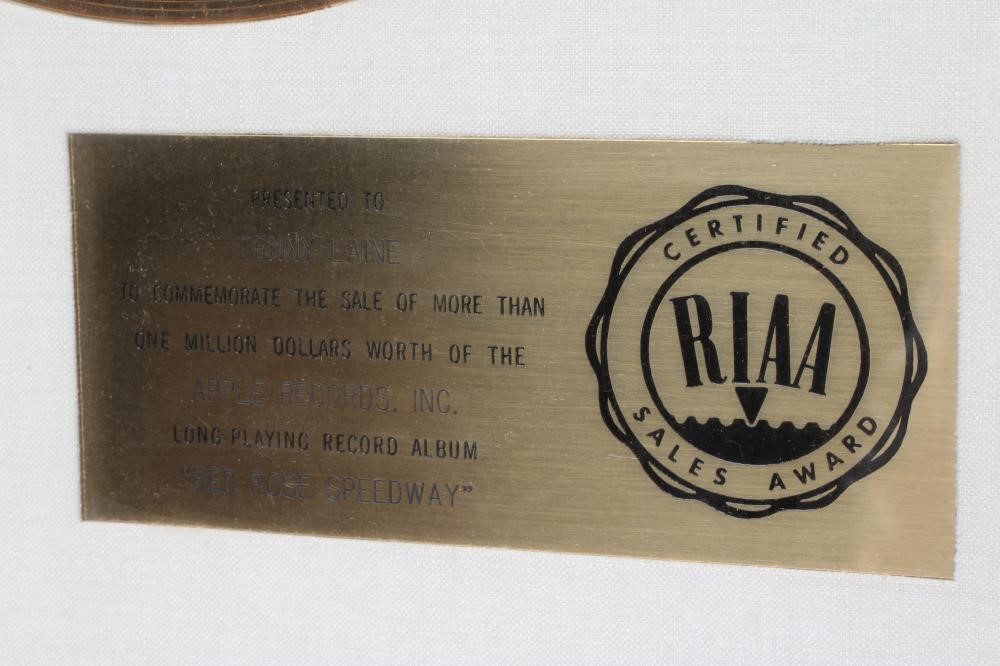 PRESENTED TO
DENNY LAINE
TO COMMEMORATE THE SALE OF MORE THAN
ONE MILLION DOLLARS WORTH OF THE
APPLE RECORDS, INC.
LONG-PLAYING RECORD ALBUM
"RED ROSE SPEEDWAY"
CERTIFIED
RIAA
SALES AWARD